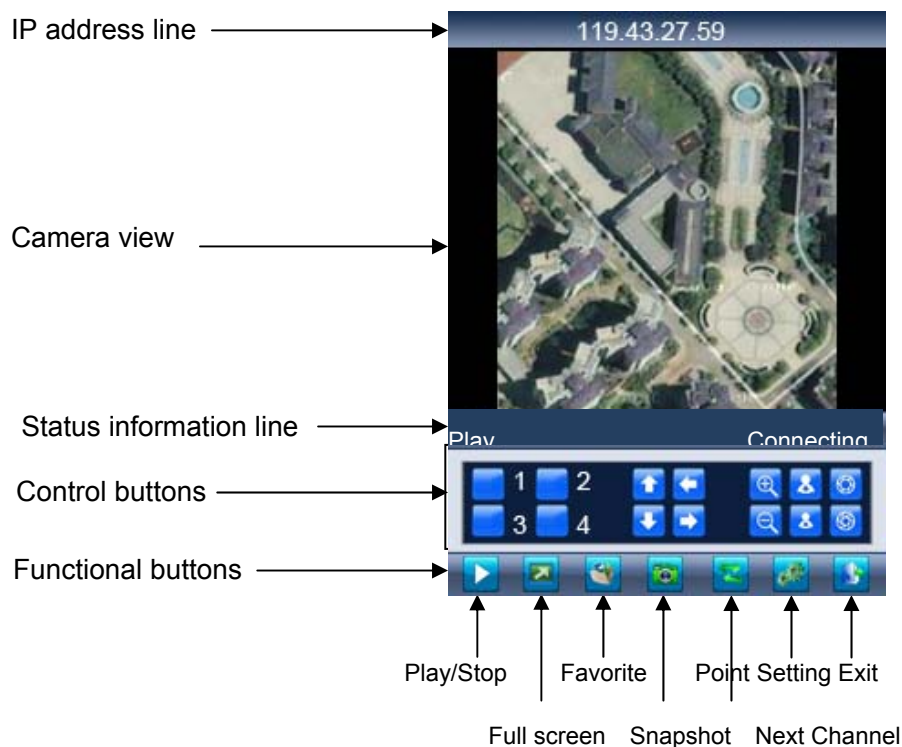 IP address line
119.43.27.59
Camera view
Status information line
Play Connecting
Control buttons
1 2
3 4
Functional buttons
Play/Stop Favorite Point Setting Exit
Full screen Snapshot Next Channel